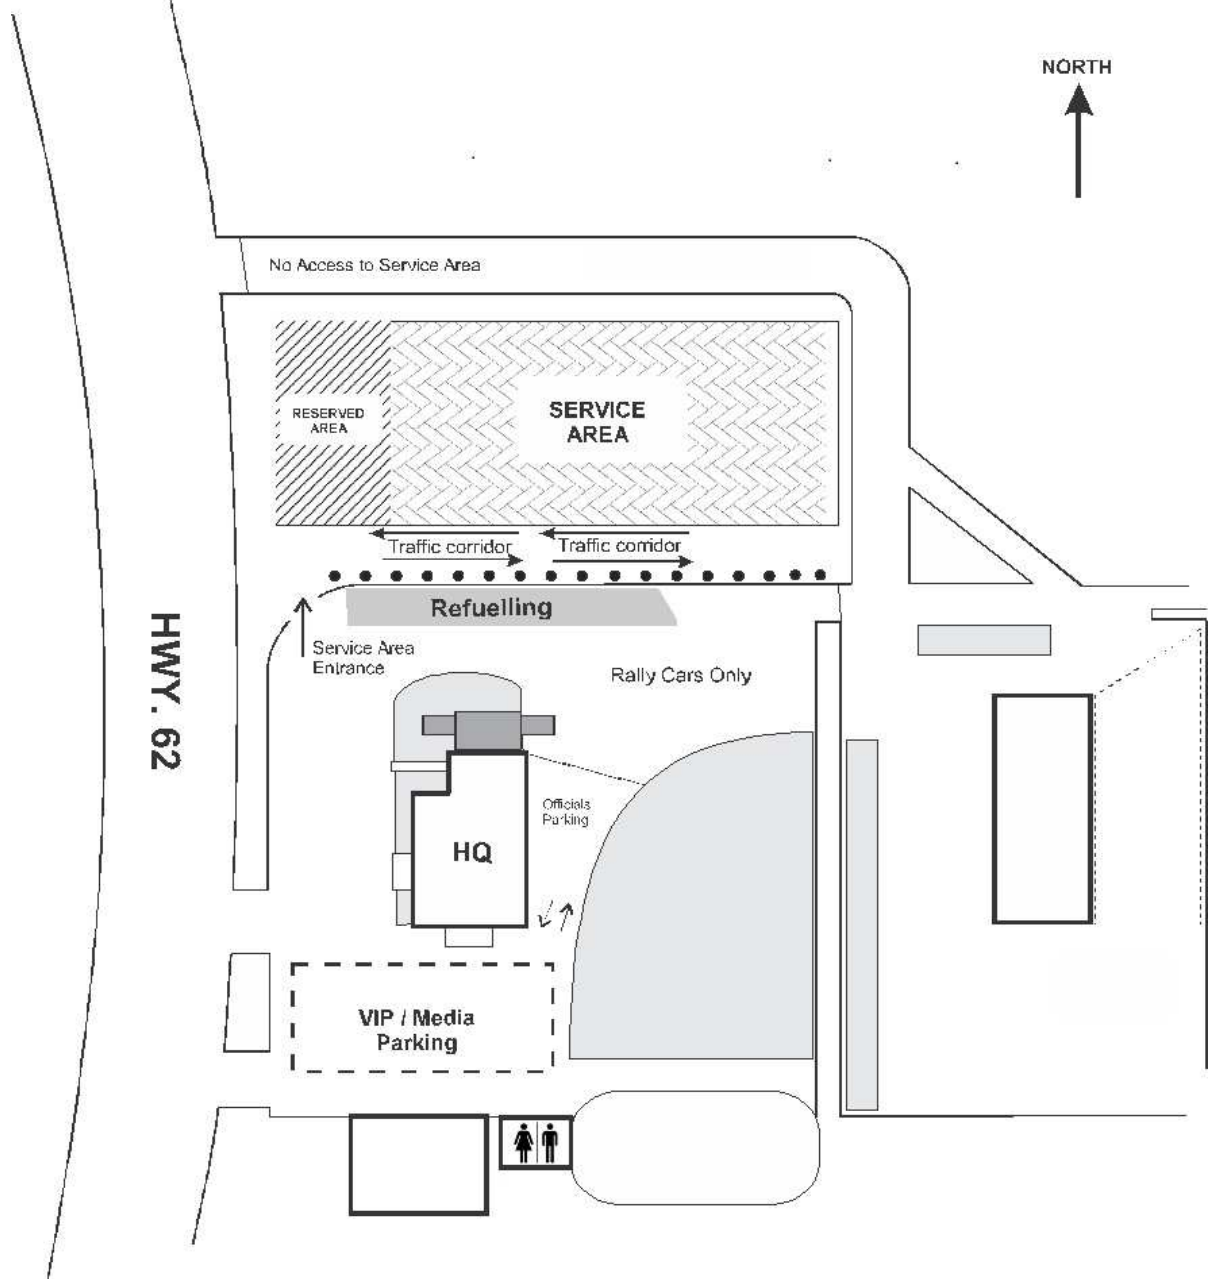 NORTH
No Access to Service Area
RESERVED
AREA
SERVICE
AREA
Traffic corridor
Traffic corridor
Refuelling
Service Area
Entrance
Rally Cars Only
HWY. 62
Officials
Parking
HQ
VIP / Media
Parking